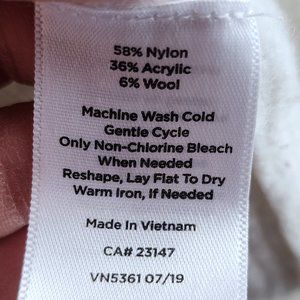 58% Nylon
36% Acrylic
6% Wool
Machine Wash Cold
Gentle Cycle
Only Non-Chlorine Bleach
When Needed
Reshape, Lay Flat To Dry
Warm Iron, If Needed
Made In Vietnam
CA# 23147
VN5361 07/19